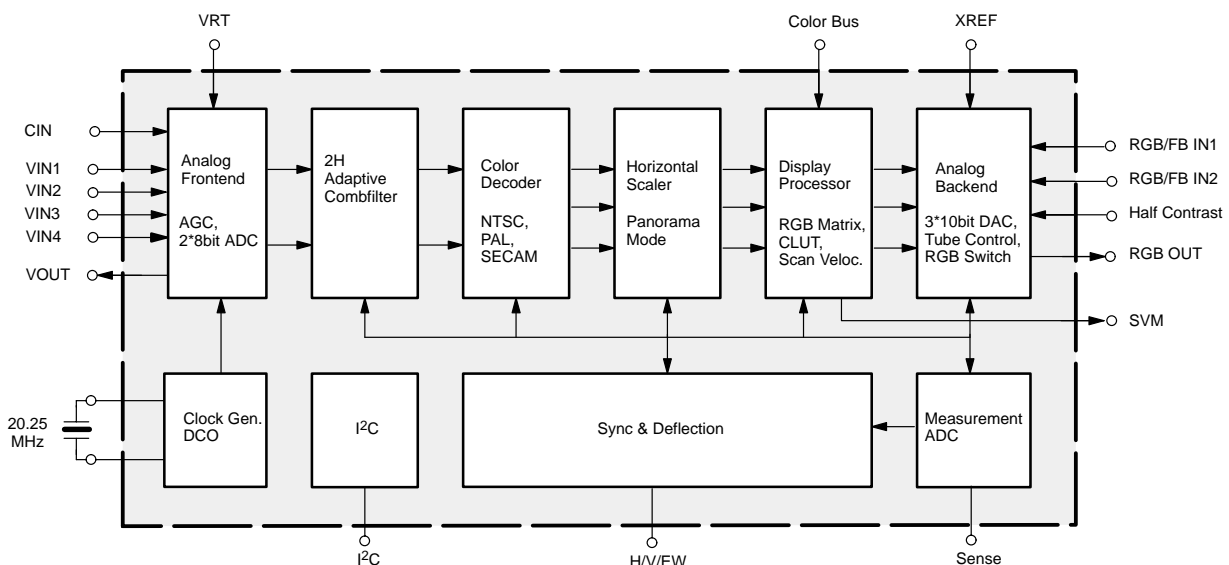 VRT
Color Bus
XREF
CIN
VIN1
VIN2
VIN3
VIN4
VOUT
Analog
Frontend
AGC,
2*8bit ADC
2H
Adaptive
Combfilter
Color
Decoder
NTSC,
PAL,
SECAM
Horizontal
Scaler
Panorama
Mode
Display
Processor
RGB Matrix,
CLUT,
Scan Veloc.
Analog
Backend
3*10bit DAC,
Tube Control,
RGB Switch
RGB/FB IN1
RGB/FB IN2
Half Contrast
RGB OUT
SVM
20.25
MHz
Clock Gen.
DCO
I²C
Sync & Deflection
Measurement
ADC
I²C
H/V/EW
Sense